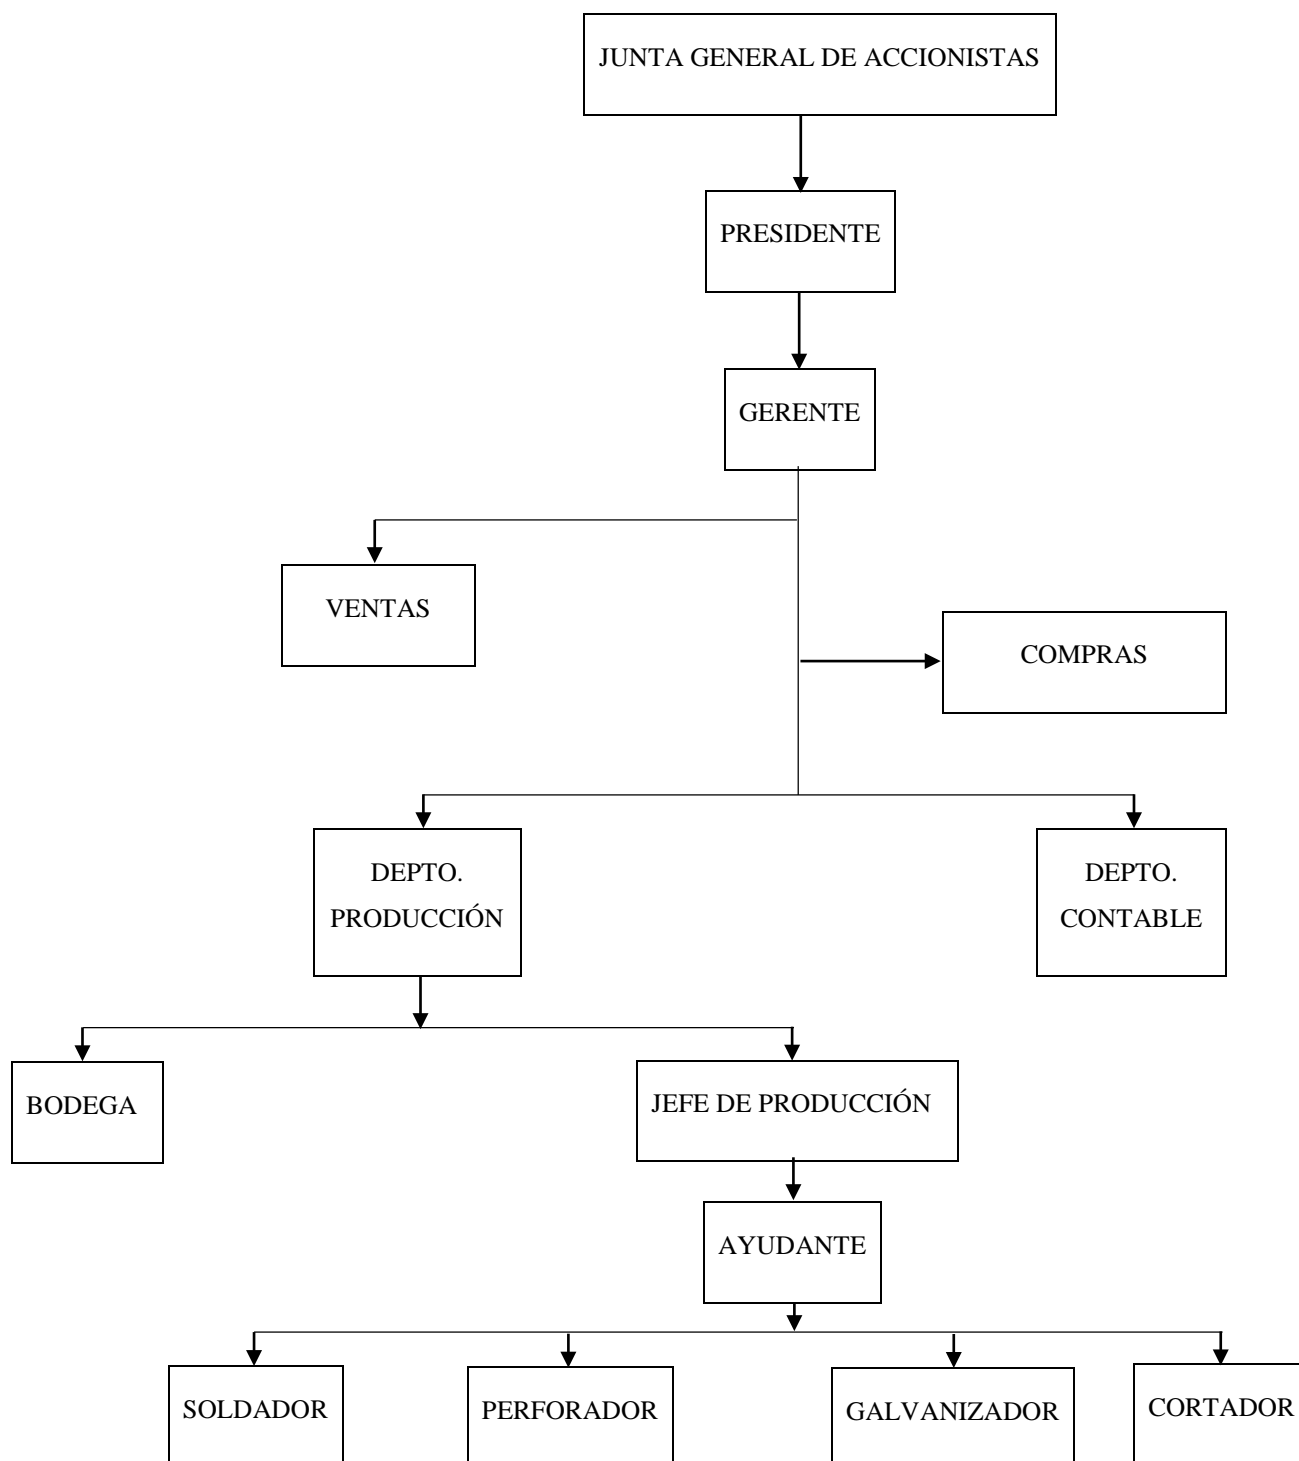 JUNTA GENERAL DE ACCIONISTAS
PRESIDENTE
GERENTE
VENTAS
COMPRAS
DEPTO.
PRODUCCIÓN
DEPTO.
CONTABLE
BODEGA
JEFE DE PRODUCCIÓN
AYUDANTE
SOLDADOR
PERFORADOR
GALVANIZADOR
CORTADOR